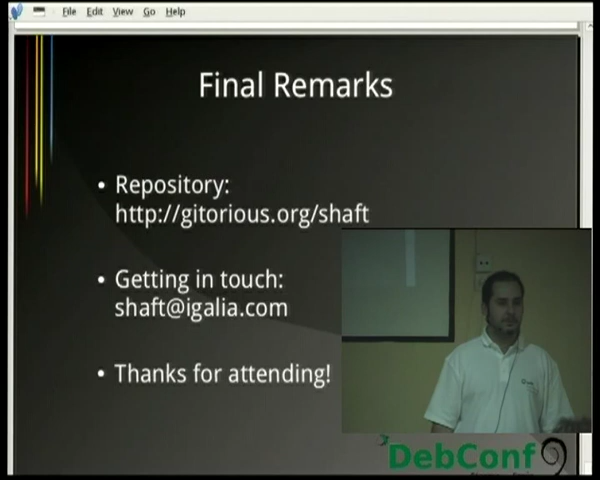 File Edit View Go Help
Final Remarks
• Repository:
http://gitorious.org/shaft
• Getting in touch:
shaft@igalia.com
• Thanks for attending!
DebConf 9